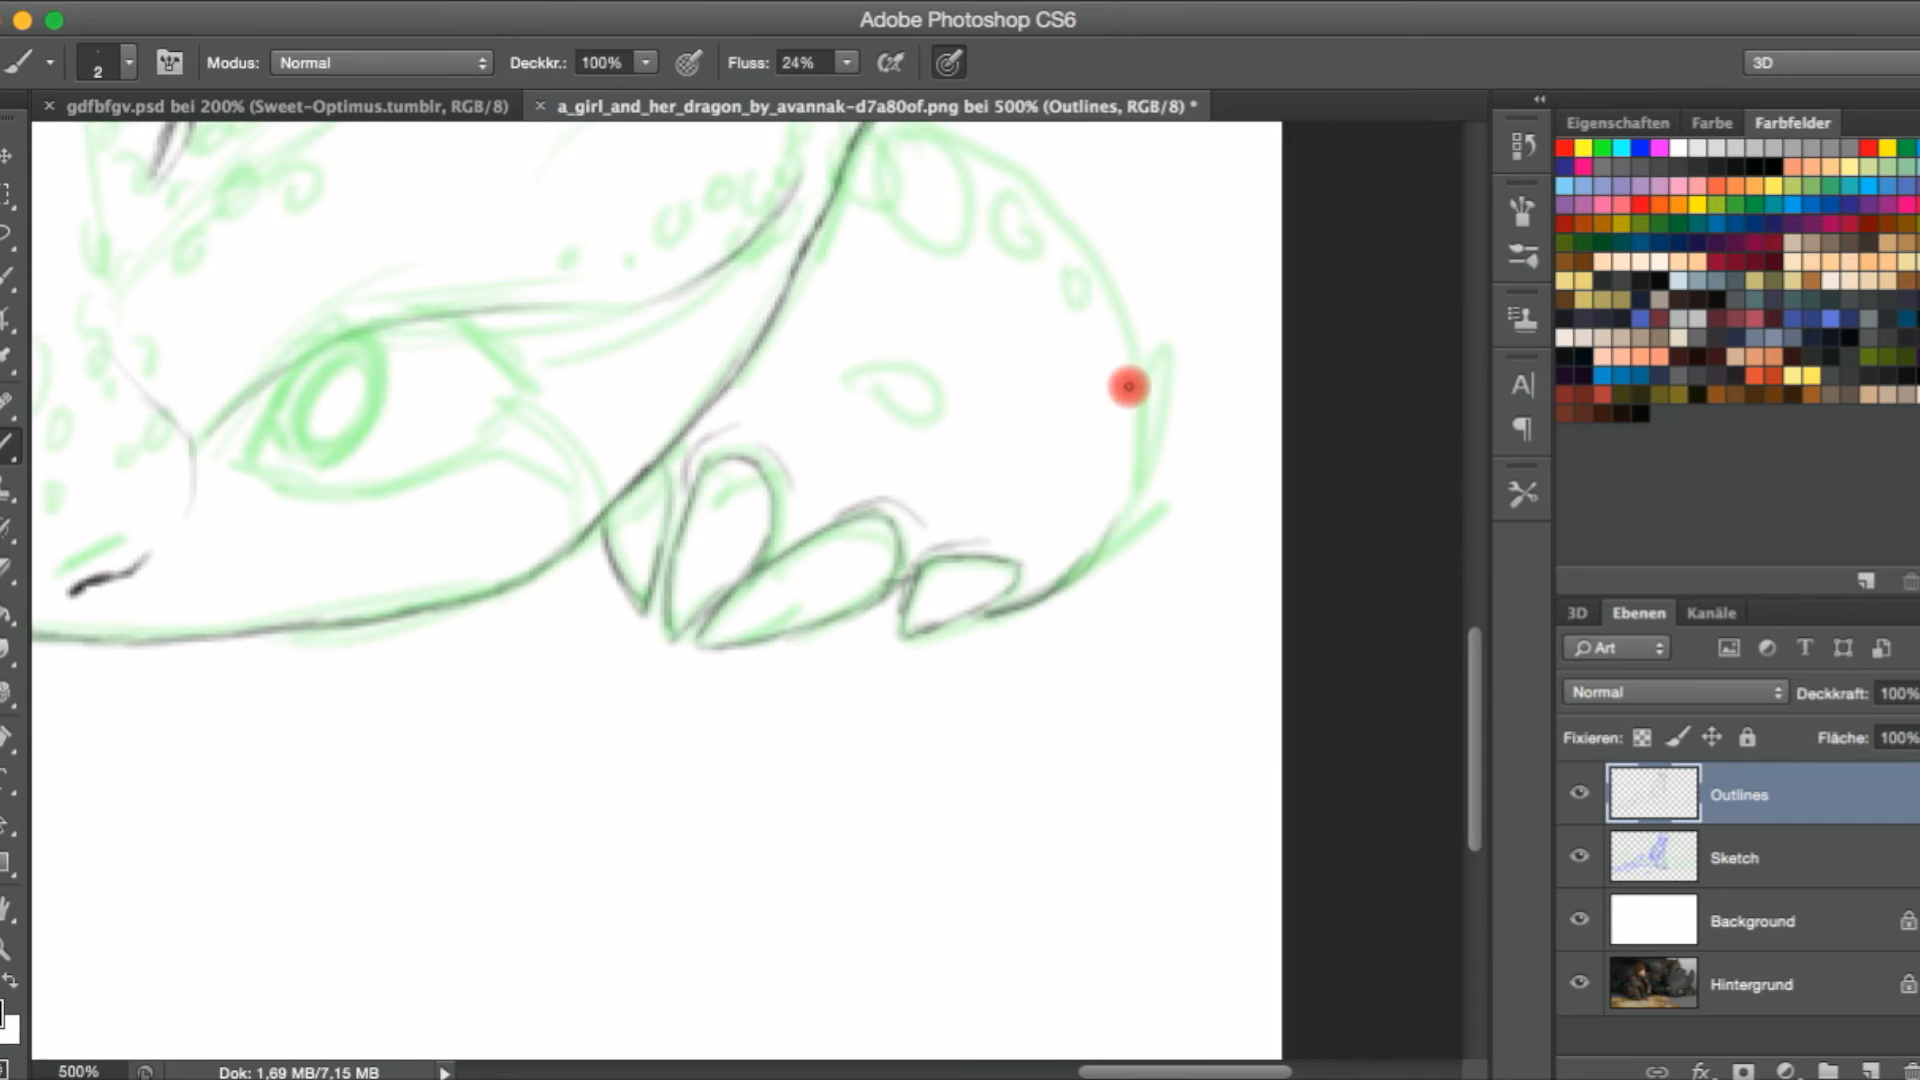 Adobe Photoshop CS6
2 Modus: Normal Deckkr.: 100% Fluss: 24% 3D
gdfbfgv.psd bei 200% (Sweet-Optimus.tumblr, RGB/8) a_girl_and_her_dragon_by_avannak-d7a80of.png bei 500% (Outlines, RGB/8) *
Eigenschaften Farbe Farbfelder
3D Ebenen Kanäle
Art
Normal Deckkraft: 100%
Fixieren: Fläche: 100%
Outlines
Sketch
Background
Hintergrund
500% Dok: 1,69 MB/7,15 MB